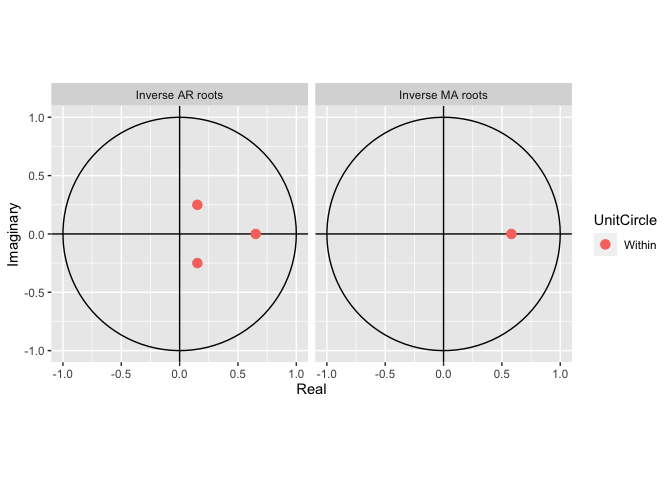 Inverse AR roots
Inverse MA roots
Imaginary
1.0
0.5
0.0
-0.5
-1.0
-1.0 -0.5 0.0 0.5 1.0
-1.0 -0.5 0.0 0.5 1.0
Real
UnitCircle
Within